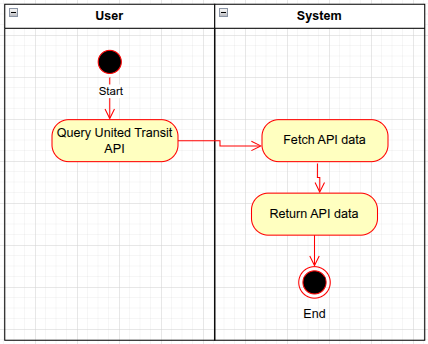 User
System
Start
Query United Transit
API
Fetch API data
Return API data
End